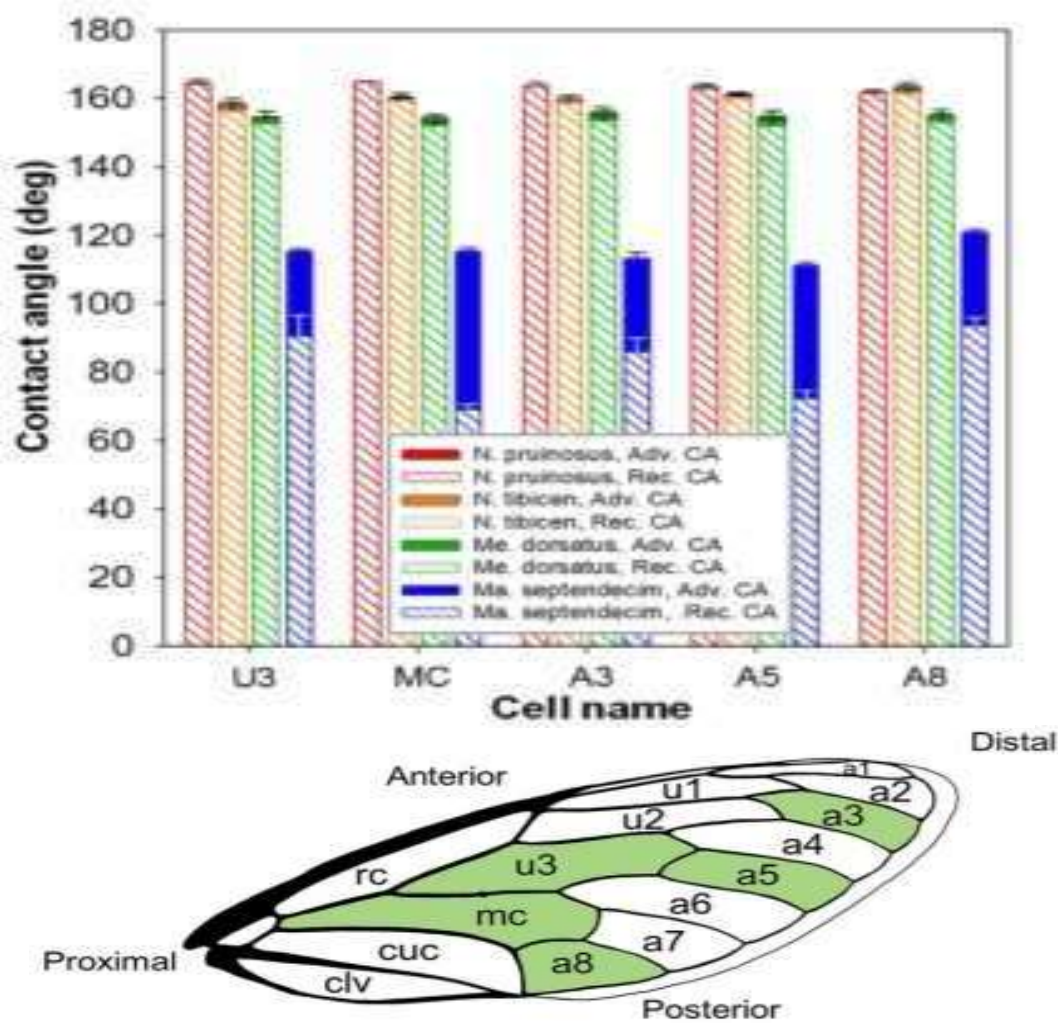 180
160
140
120
100
80
60
40
20
0
Contact angle (deg)
N. pruinosus, Adv. CA
N. pruinosus, Rec. CA
N. tibicen, Adv. CA
N. tibicen, Rec. CA
Me. dorsatus, Adv. CA
Me. dorsatus, Rec. CA
Ma. septendecim, Adv. CA
Ma. septendecim, Rec. CA
U3 MC A3 A5 A8
Cell name
Distal
Anterior
a1
u1 a2
u2 a3
a4
rc u3 a5
mc a6
Proximal cuc a7
clv a8
Posterior